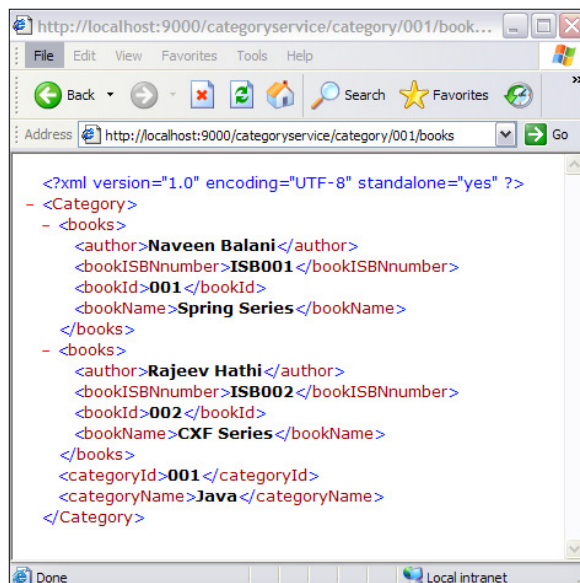 http://localhost:9000/categoryservice/category/001/book...
File Edit View Favorites Tools Help
Back Search Favorites »
Address http://localhost:9000/categoryservice/category/001/books Go
<?xml version="1.0" encoding="UTF-8" standalone="yes" ?>
- <Category>
- <books>
<author>Naveen Balani</author>
<bookISBNnumber>ISB001</bookISBNnumber>
<bookId>001</bookId>
<bookName>Spring Series</bookName>
</books>
- <books>
<author>Rajeev Hathi</author>
<bookISBNnumber>ISB002</bookISBNnumber>
<bookId>002</bookId>
<bookName>CXF Series</bookName>
</books>
<categoryId>001</categoryId>
<categoryName>Java</categoryName>
</Category>
Done Local intranet